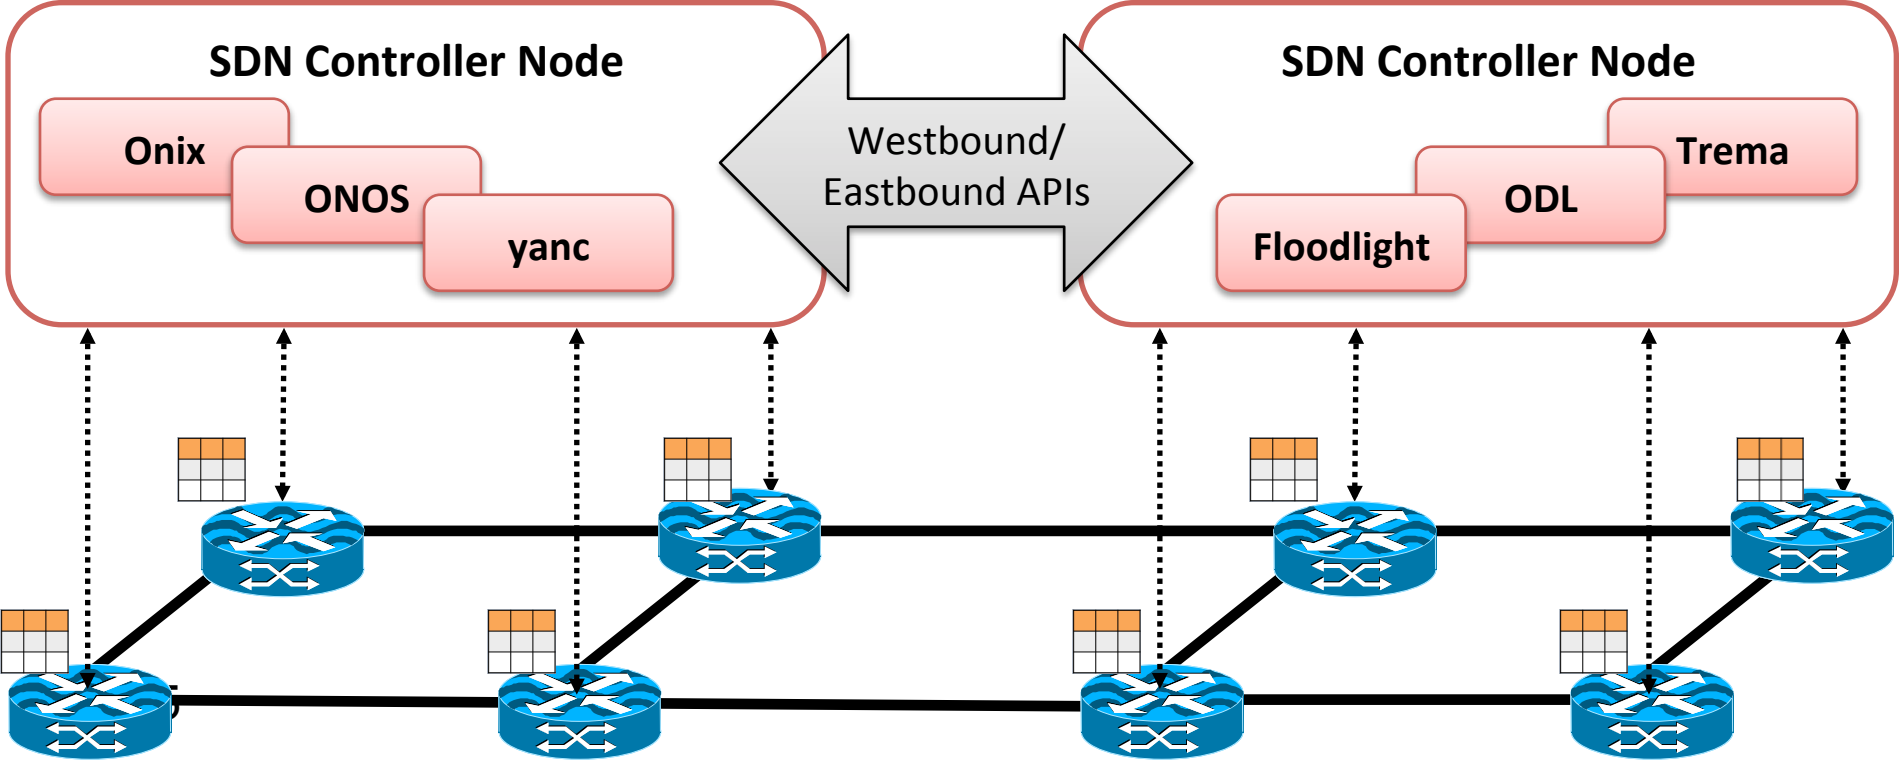 SDN Controller Node
Onix
ONOS
yanc
Westbound/
Eastbound APIs
SDN Controller Node
Trema
ODL
Floodlight